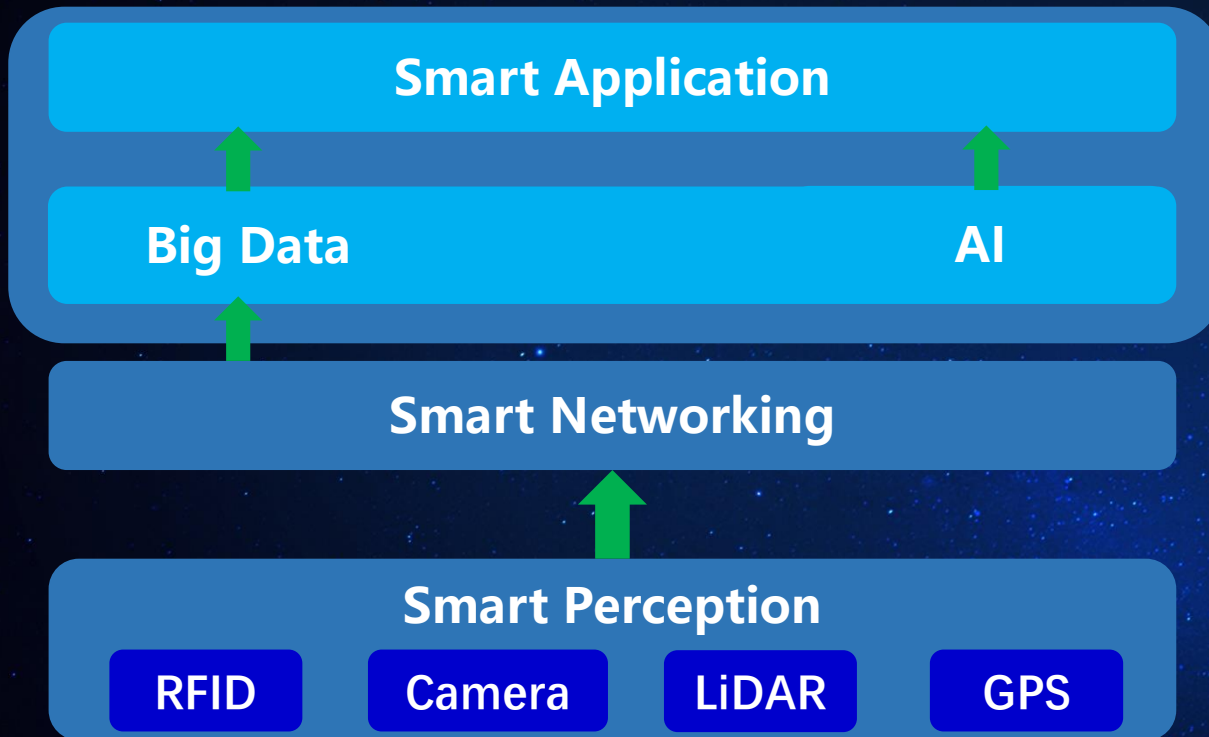 Smart Application
Big Data AI
Smart Networking
Smart Perception
RFID Camera LiDAR GPS